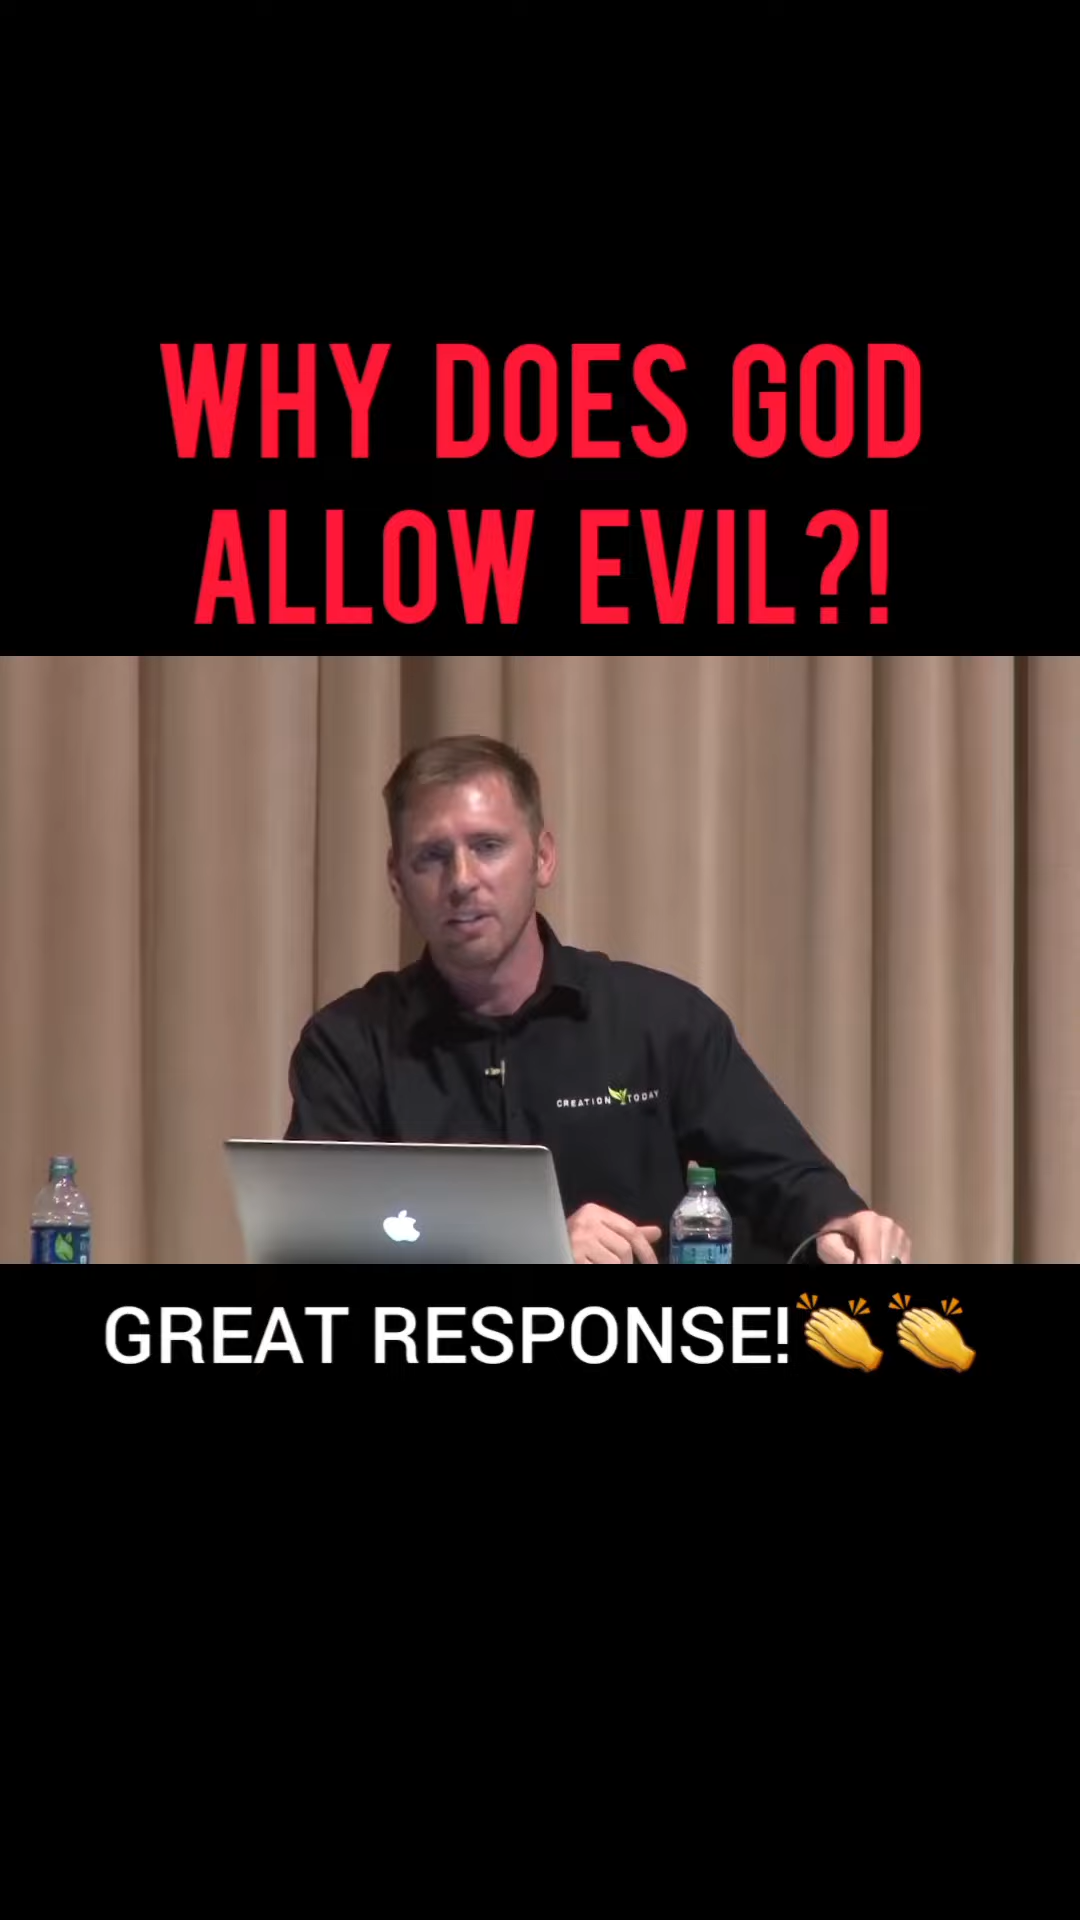 WHY DOES GOD
ALLOW EVIL?!
CREATION TODAY
GREAT RESPONSE!👏👏